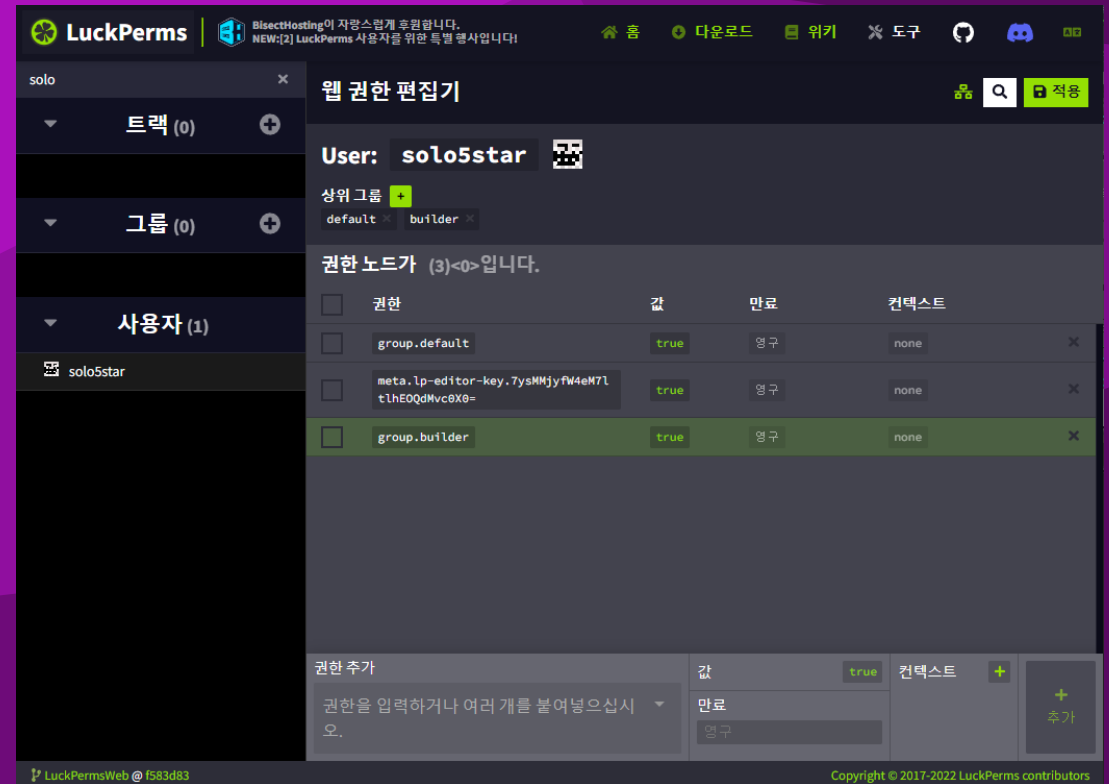 LuckPerms
BisectHosting이 자랑스럽게 후원합니다.
NEW:[2] LuckPerms 사용자를 위한 특별 행사입니다!
홈 다운로드 위키 도구
solo
트랙 (0)
그룹 (0)
사용자 (1)
solo5star
웹 권한 편집기
적용
User: solo5star
상위 그룹 +
default × builder ×
권한 노드가 (3)<0>입니다.
권한 값 만료 컨텍스트
group.default true 영구 none
meta.lp-editor-key.7ysMMjyfW4eM7l
tlhEOQdMvc0X0= true 영구 none
group.builder true 영구 none
권한 추가
권한을 입력하거나 여러 개를 붙여넣으십시
오.
값 true
만료
영구
컨텍스트 +
+
추가
LuckPermsWeb @ f583d83
Copyright © 2017-2022 LuckPerms contributors